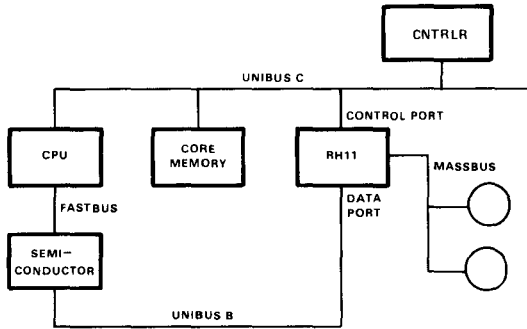 CNTRLR
UNIBUS C
CONTROL PORT
CPU
CORE
MEMORY
RH11
MASSBUS
FASTBUS
DATA
PORT
SEMI-
CONDUCTOR
UNIBUS B